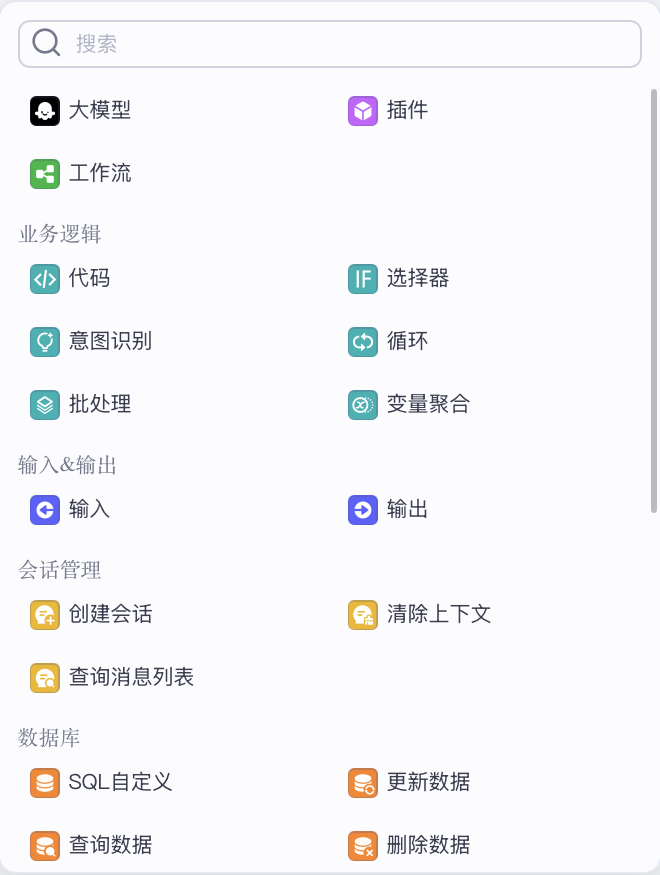 搜索
大模型
插件
工作流
业务逻辑
代码
IF
选择器
意图识别
循环
批处理
变量聚合
输入&输出
输入
输出
会话管理
创建会话
清除上下文
查询消息列表
数据库
SQL自定义
更新数据
查询数据
删除数据